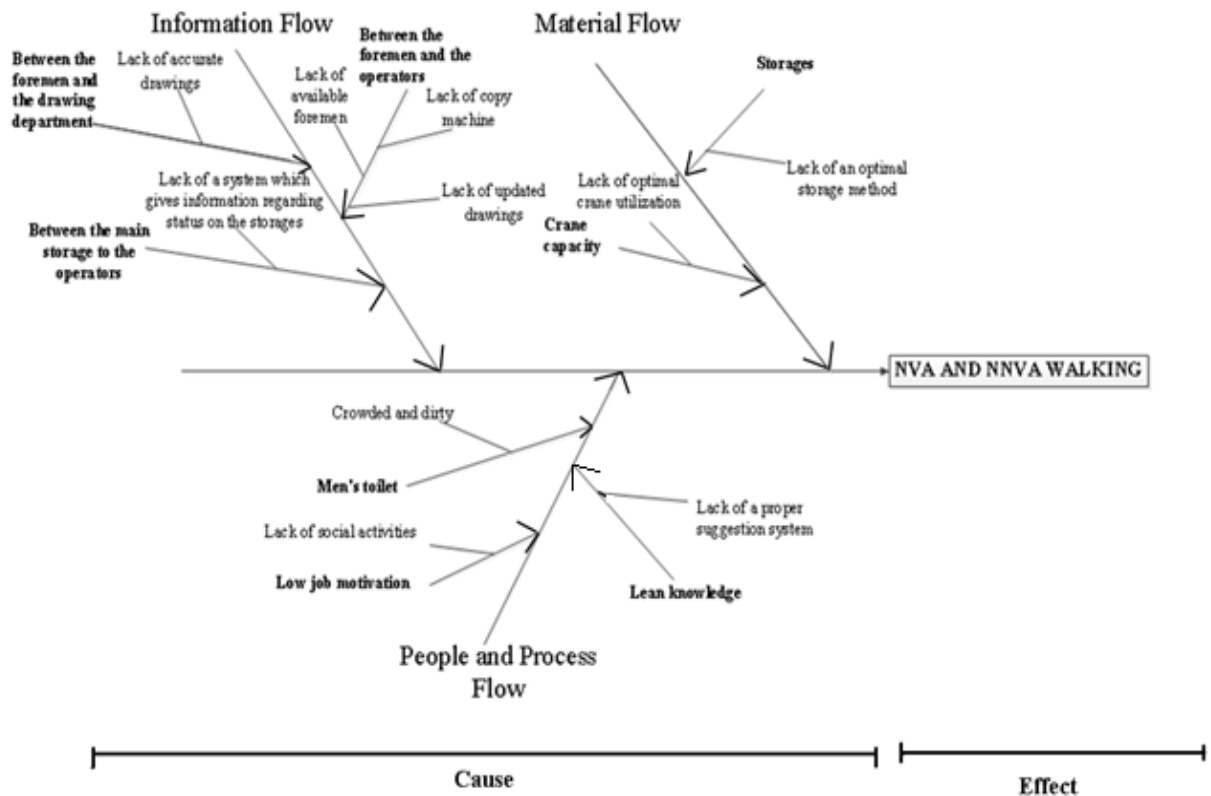 Information Flow
Material Flow
Between the
foremen and
the drawing
department
Lack of accurate
drawings
Lack of
available
foremen
Between the
foremen and the
operators
Lack of copy
machine
Lack of updated
drawings
Lack of a system which
gives information regarding
status on the storages
Between the main
storage to the
operators
Storages
Lack of an optimal
storage method
Lack of optimal
crane utilization
Crane
capacity
NVA AND NNVA WALKING
Crowded and dirty
Men's toilet
Lack of social activities
Low job motivation
Lack of a proper
suggestion system
Lean knowledge
People and Process
Flow
Cause
Effect